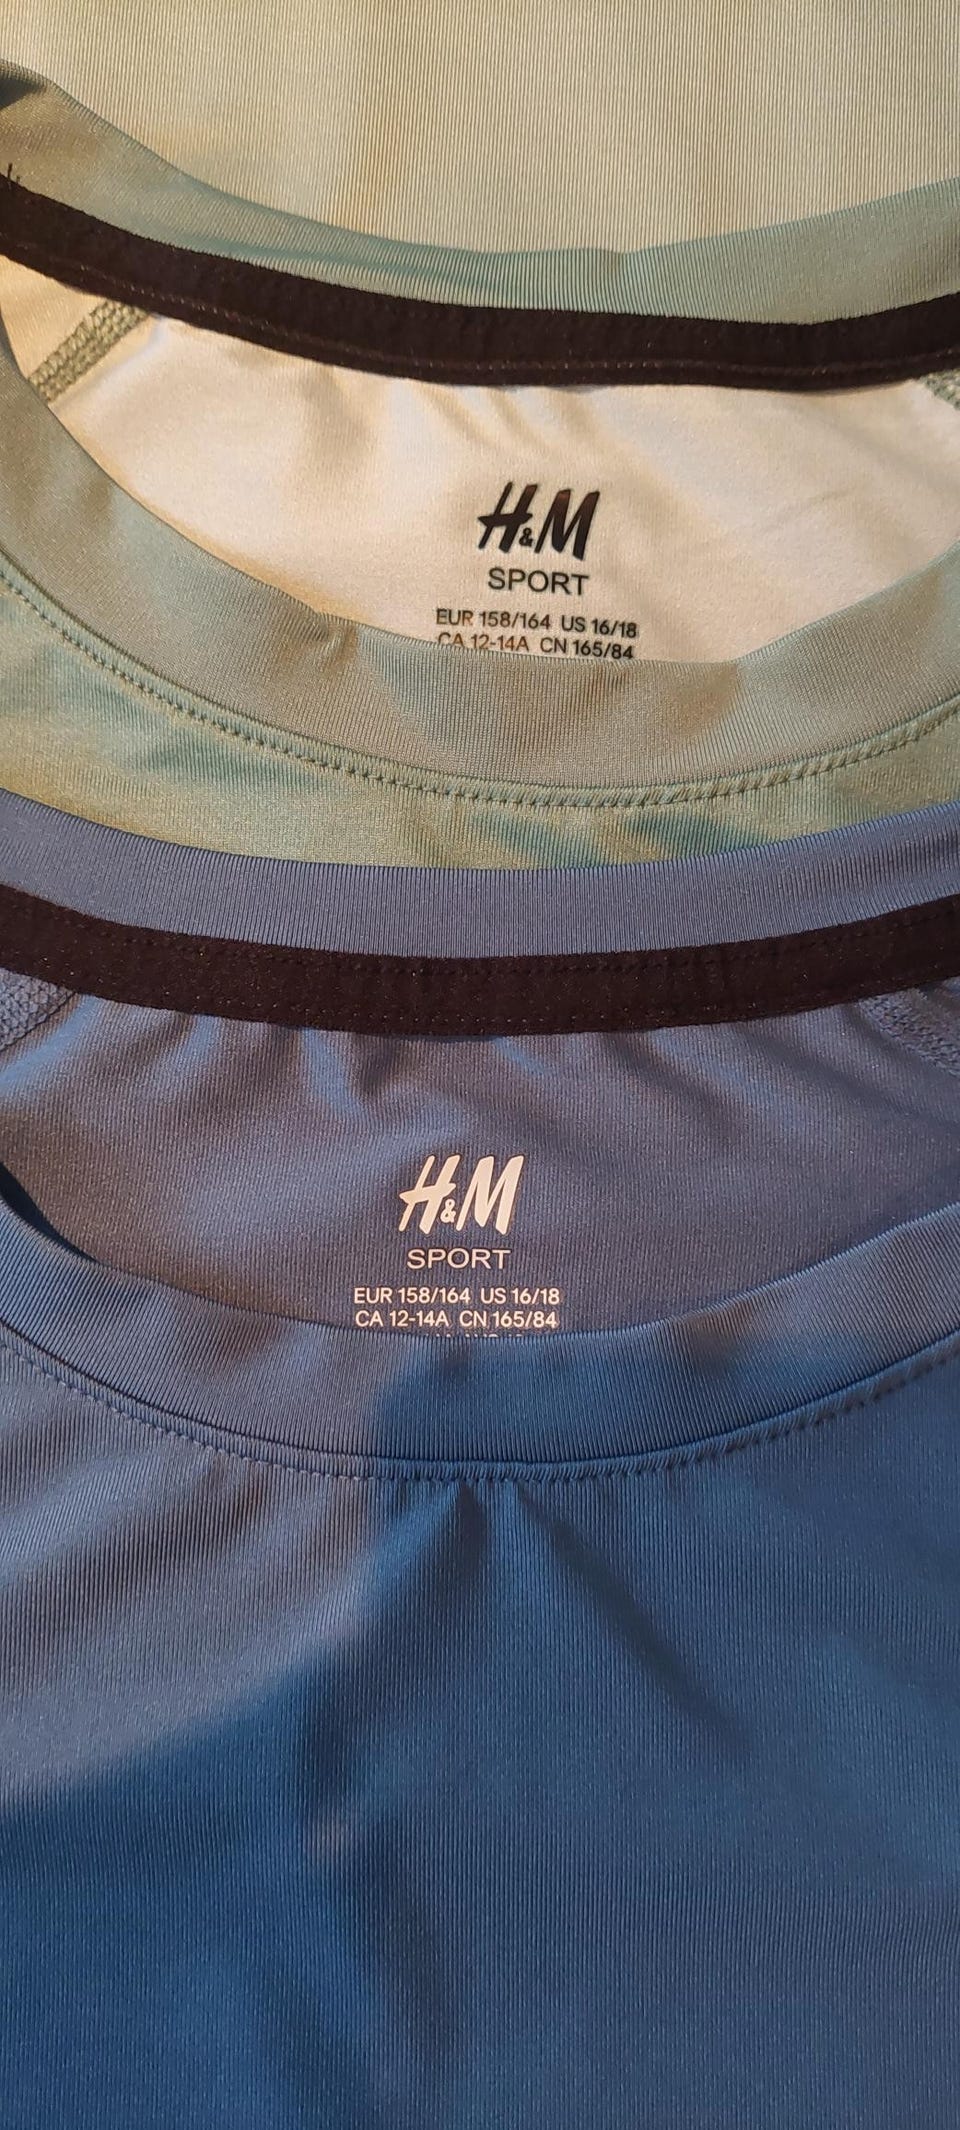 H&M
SPORT
EUR 158/164 US 16/18
CA 12-14A CN 165/84
H&M
SPORT
EUR 158/164 US 16/18
CA 12-14A CN 165/84